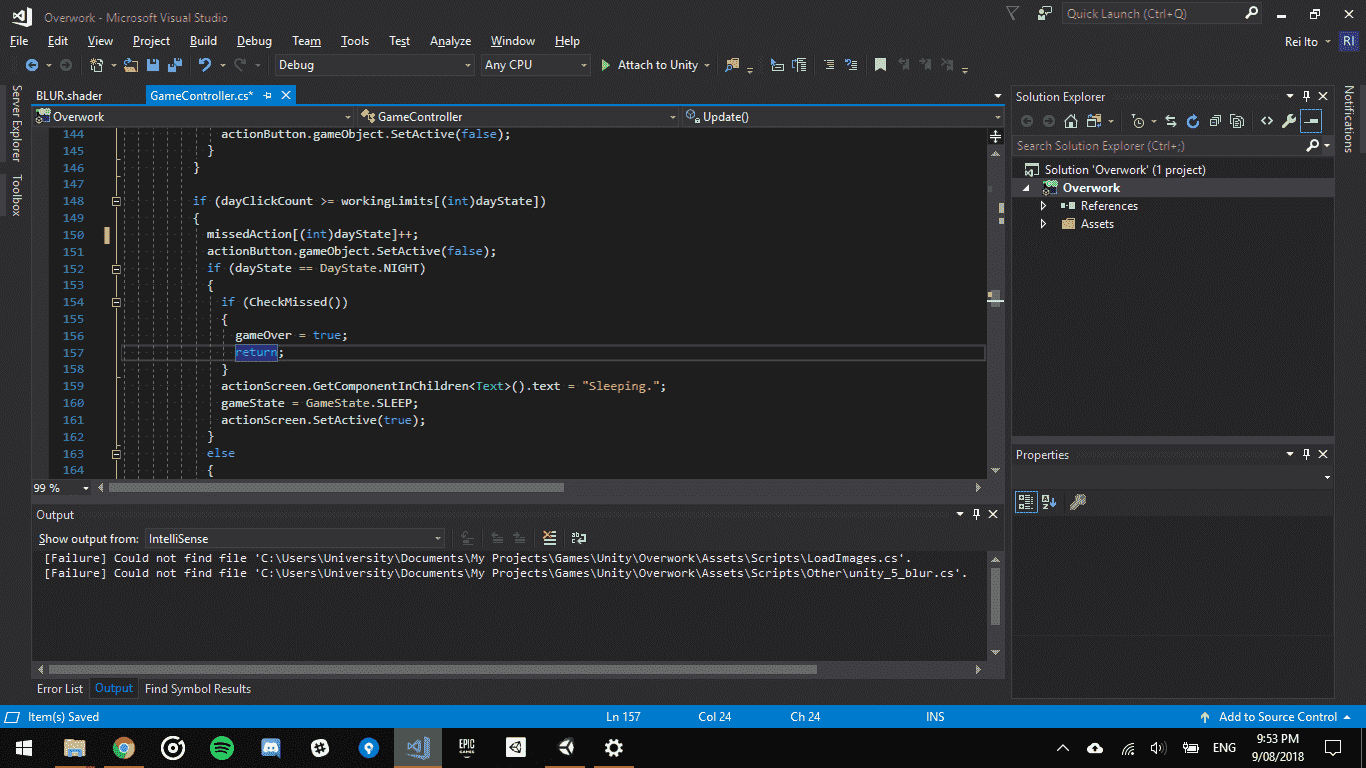 Overwork - Microsoft Visual Studio
Quick Launch (Ctrl+Q)
File Edit View Project Build Debug Team Tools Test Analyze Window Help
Rei Ito RI
Debug Any CPU Attach to Unity
Server Explorer
Toolbox
BLUR.shader GameController.cs*
Overwork GameController Update()
144 actionButton.gameObject.SetActive(false);
145 }
146 }
147
148 if (dayClickCount >= workingLimits[(int)dayState])
149 {
150 missedAction[(int)dayState]++;
151 actionButton.gameObject.SetActive(false);
152 if (dayState == DayState.NIGHT)
153 {
154 if (CheckMissed())
155 {
156 gameOver = true;
157 return;
158 }
159 actionScreen.GetComponentInChildren<Text>().text = "Sleeping.";
160 gameState = GameState.SLEEP;
161 actionScreen.SetActive(true);
162 }
163 else
164 {
99 %
Output
Show output from: IntelliSense
[Failure] Could not find file 'C:\Users\University\Documents\My Projects\Games\Unity\Overwork\Assets\Scripts\LoadImages.cs'.
[Failure] Could not find file 'C:\Users\University\Documents\My Projects\Games\Unity\Overwork\Assets\Scripts\Other\unity_5_blur.cs'.
Error List Output Find Symbol Results
Solution Explorer
Search Solution Explorer (Ctrl+;)
Solution 'Overwork' (1 project)
Overwork
References
Assets
Properties
Notifications
Item(s) Saved Ln 157 Col 24 Ch 24 INS Add to Source Control
EPIC
GAMES
ENG
9:53 PM
9/08/2018